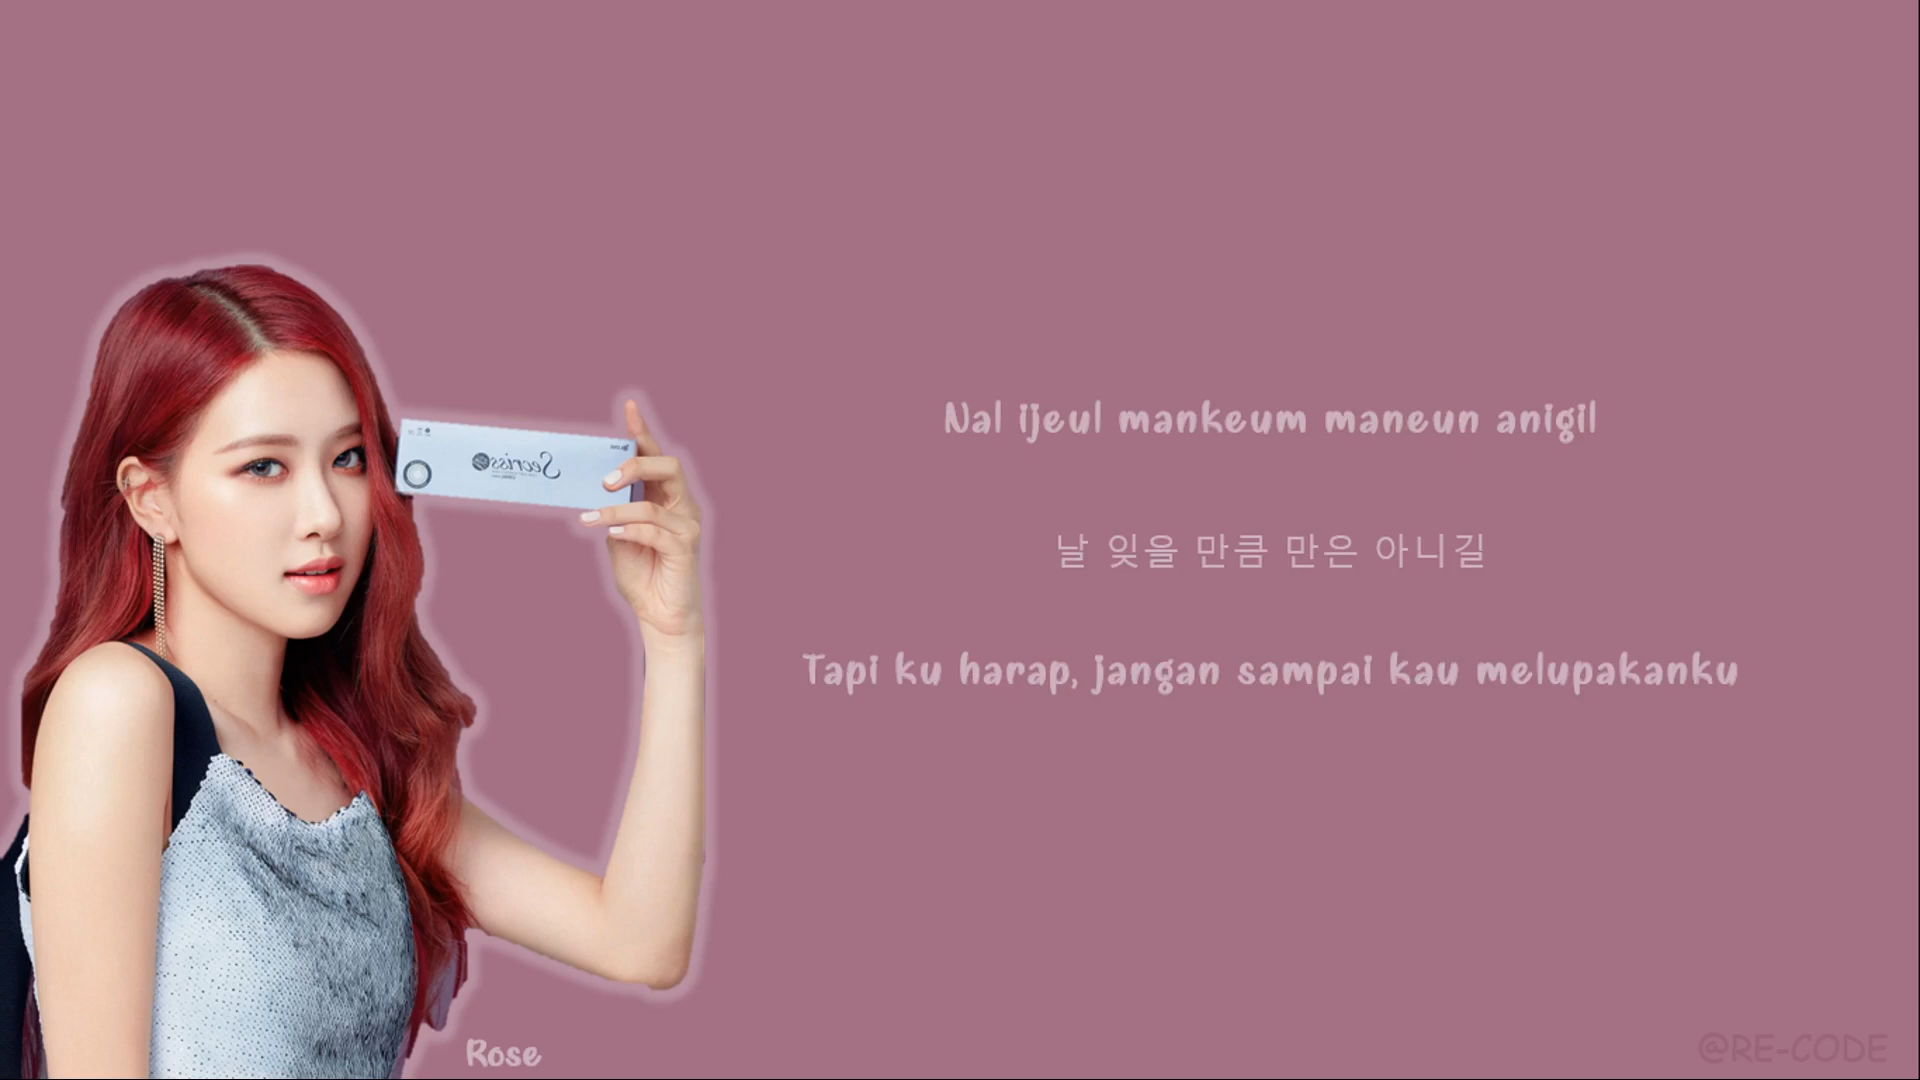 Secriss
Nal ijeul mankeum maneun anigil
날 잊을 만큼 만은 아니길
Tapi ku harap, jangan sampai kau melupakanku
Rose
@RE-CODE